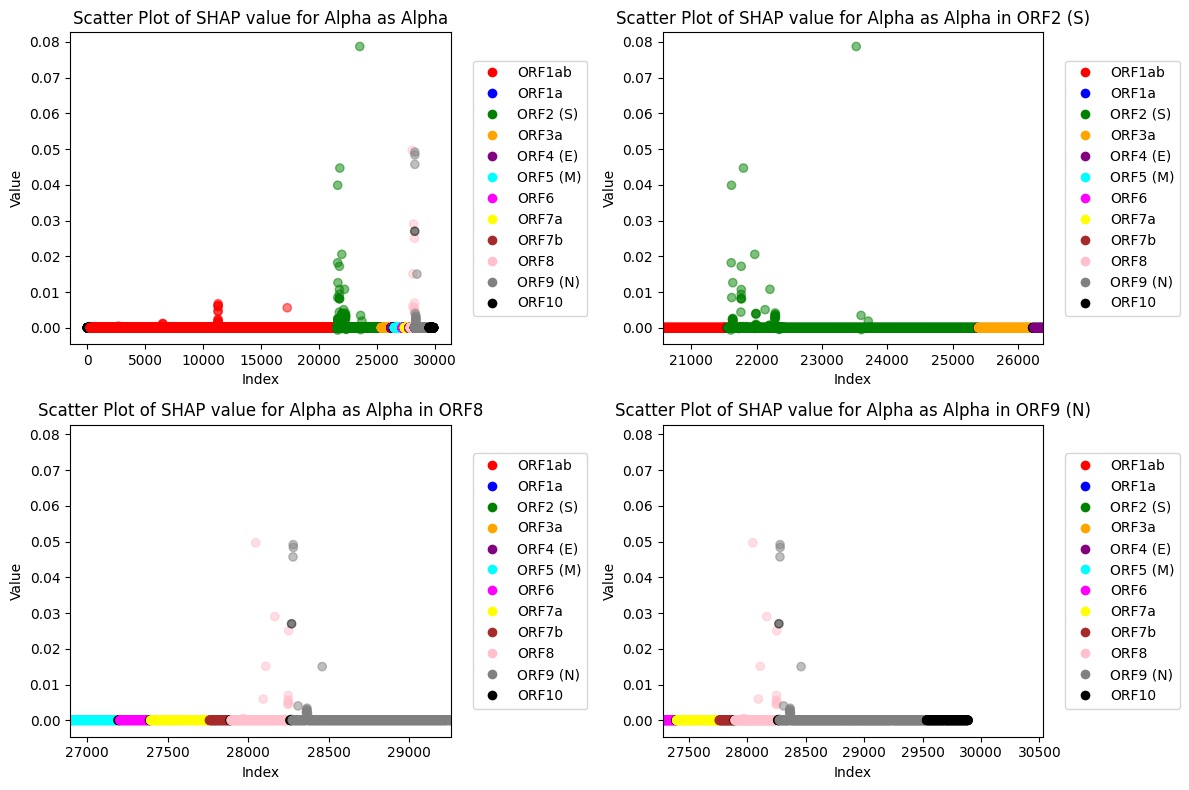 Scatter Plot of SHAP value for Alpha as Alpha
0.08
0.07
0.06
0.05
0.04
0.03
0.02
0.01
0.00
Value
0
5000
10000
15000
20000
25000
30000
Index
ORF1ab
ORF1a
ORF2 (S)
ORF3a
ORF4 (E)
ORF5 (M)
ORF6
ORF7a
ORF7b
ORF8
ORF9 (N)
ORF10
Scatter Plot of SHAP value for Alpha as Alpha in ORF2 (S)
0.08
0.07
0.06
0.05
0.04
0.03
0.02
0.01
0.00
Value
21000
22000
23000
24000
25000
26000
Index
ORF1ab
ORF1a
ORF2 (S)
ORF3a
ORF4 (E)
ORF5 (M)
ORF6
ORF7a
ORF7b
ORF8
ORF9 (N)
ORF10
Scatter Plot of SHAP value for Alpha as Alpha in ORF8
0.08
0.07
0.06
0.05
0.04
0.03
0.02
0.01
0.00
Value
27000
27500
28000
28500
29000
Index
ORF1ab
ORF1a
ORF2 (S)
ORF3a
ORF4 (E)
ORF5 (M)
ORF6
ORF7a
ORF7b
ORF8
ORF9 (N)
ORF10
Scatter Plot of SHAP value for Alpha as Alpha in ORF9 (N)
0.08
0.07
0.06
0.05
0.04
0.03
0.02
0.01
0.00
Value
27500
28000
28500
29000
29500
30000
30500
Index
ORF1ab
ORF1a
ORF2 (S)
ORF3a
ORF4 (E)
ORF5 (M)
ORF6
ORF7a
ORF7b
ORF8
ORF9 (N)
ORF10